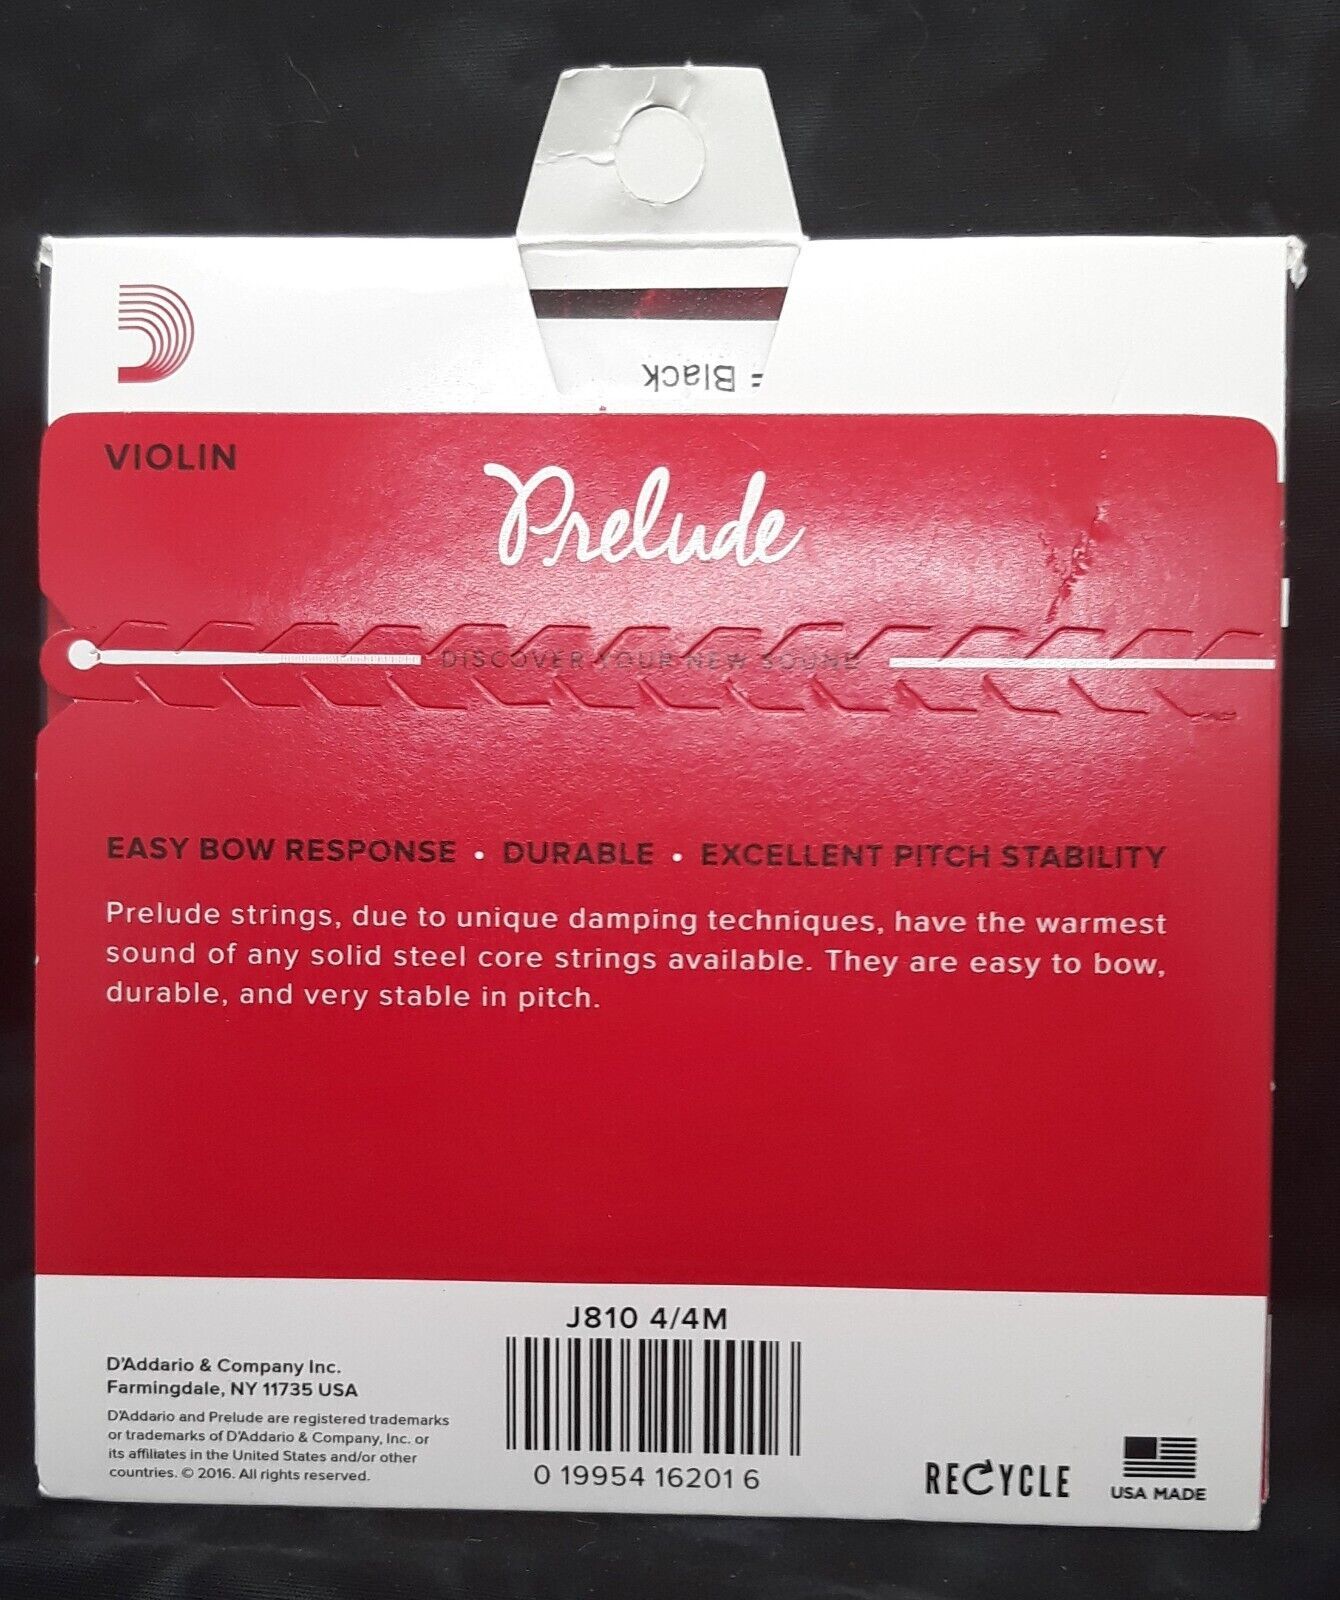 = Black
VIOLIN
Prelude
DISCOVER YOUR NEW SOUND
EASY BOW RESPONSE • DURABLE • EXCELLENT PITCH STABILITY
Prelude strings, due to unique damping techniques, have the warmest
sound of any solid steel core strings available. They are easy to bow,
durable, and very stable in pitch.
J810 4/4M
D'Addario & Company Inc.
Farmingdale, NY 11735 USA
D'Addario and Prelude are registered trademarks
or trademarks of D'Addario & Company, Inc. or
its affiliates in the United States and/or other
countries. © 2016. All rights reserved.
0 19954 16201 6
RECYCLE
USA MADE